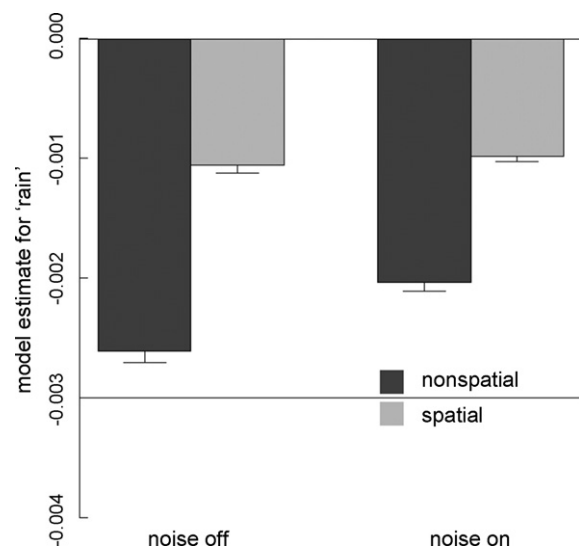 model estimate for 'rain'
0.000
-0.001
-0.002
-0.003
-0.004
nonspatial
spatial
noise off
noise on